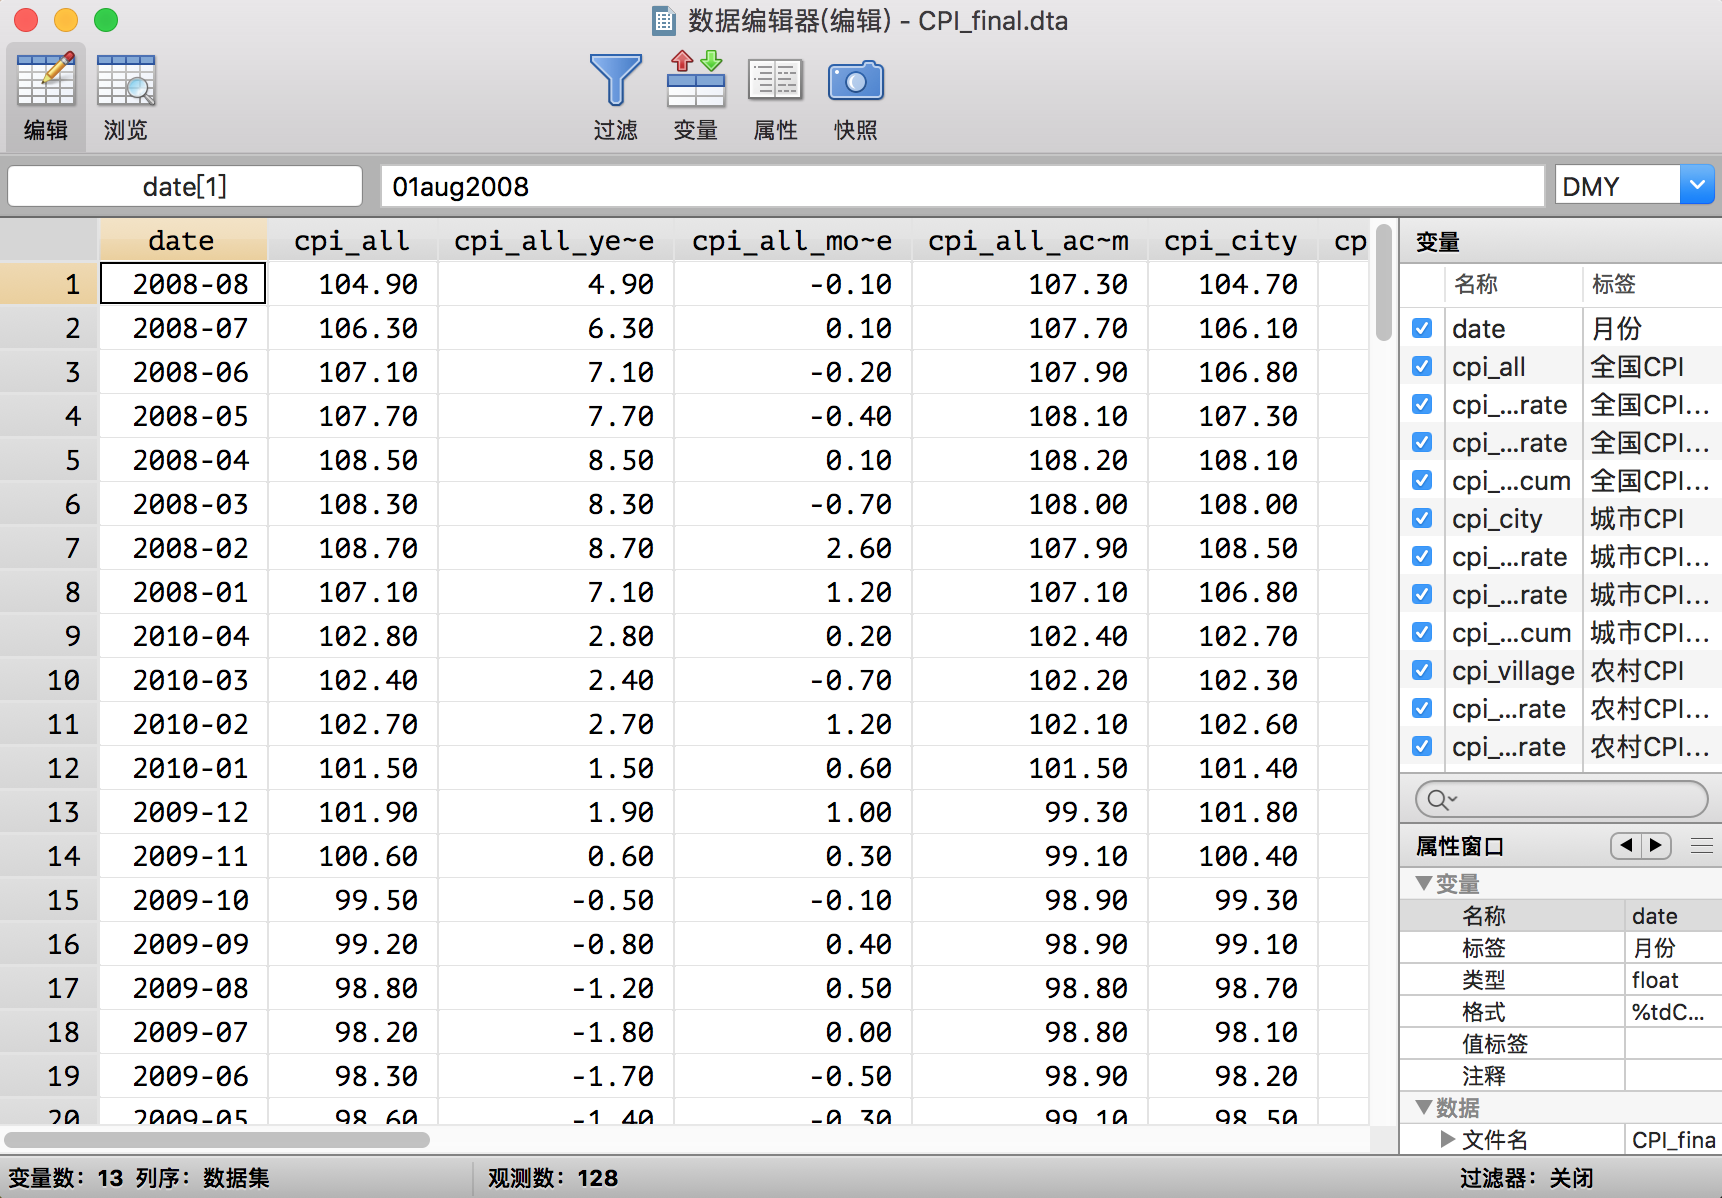 数据编辑器(编辑) - CPI_final.dta
编辑 浏览 过滤 变量 属性 快照
date[1] 01aug2008 DMY
date cpi_all cpi_all_ye~e cpi_all_mo~e cpi_all_ac~m cpi_city cp
1 2008-08 104.90 4.90 -0.10 107.30 104.70
2 2008-07 106.30 6.30 0.10 107.70 106.10
3 2008-06 107.10 7.10 -0.20 107.90 106.80
4 2008-05 107.70 7.70 -0.40 108.10 107.30
5 2008-04 108.50 8.50 0.10 108.20 108.10
6 2008-03 108.30 8.30 -0.70 108.00 108.00
7 2008-02 108.70 8.70 2.60 107.90 108.50
8 2008-01 107.10 7.10 1.20 107.10 106.80
9 2010-04 102.80 2.80 0.20 102.40 102.70
10 2010-03 102.40 2.40 -0.70 102.20 102.30
11 2010-02 102.70 2.70 1.20 102.10 102.60
12 2010-01 101.50 1.50 0.60 101.50 101.40
13 2009-12 101.90 1.90 1.00 99.30 101.80
14 2009-11 100.60 0.60 0.30 99.10 100.40
15 2009-10 99.50 -0.50 -0.10 98.90 99.30
16 2009-09 99.20 -0.80 0.40 98.90 99.10
17 2009-08 98.80 -1.20 0.50 98.80 98.70
18 2009-07 98.20 -1.80 0.00 98.80 98.10
19 2009-06 98.30 -1.70 -0.50 98.90 98.20
20 2009-05 98.60 -1.40 -0.30 99.10 98.50
变量
名称 标签
date 月份
cpi_all 全国CPI
cpi_...rate 全国CPI...
cpi_...rate 全国CPI...
cpi_...cum 全国CPI...
cpi_city 城市CPI
cpi_...rate 城市CPI...
cpi_...rate 城市CPI...
cpi_...cum 城市CPI...
cpi_village 农村CPI
cpi_...rate 农村CPI...
cpi_...rate 农村CPI...
属性窗口
变量
名称 date
标签 月份
类型 float
格式 %tdC...
值标签
注释
数据
文件名 CPI_fina
变量数: 13 列序: 数据集 观测数: 128 过滤器: 关闭